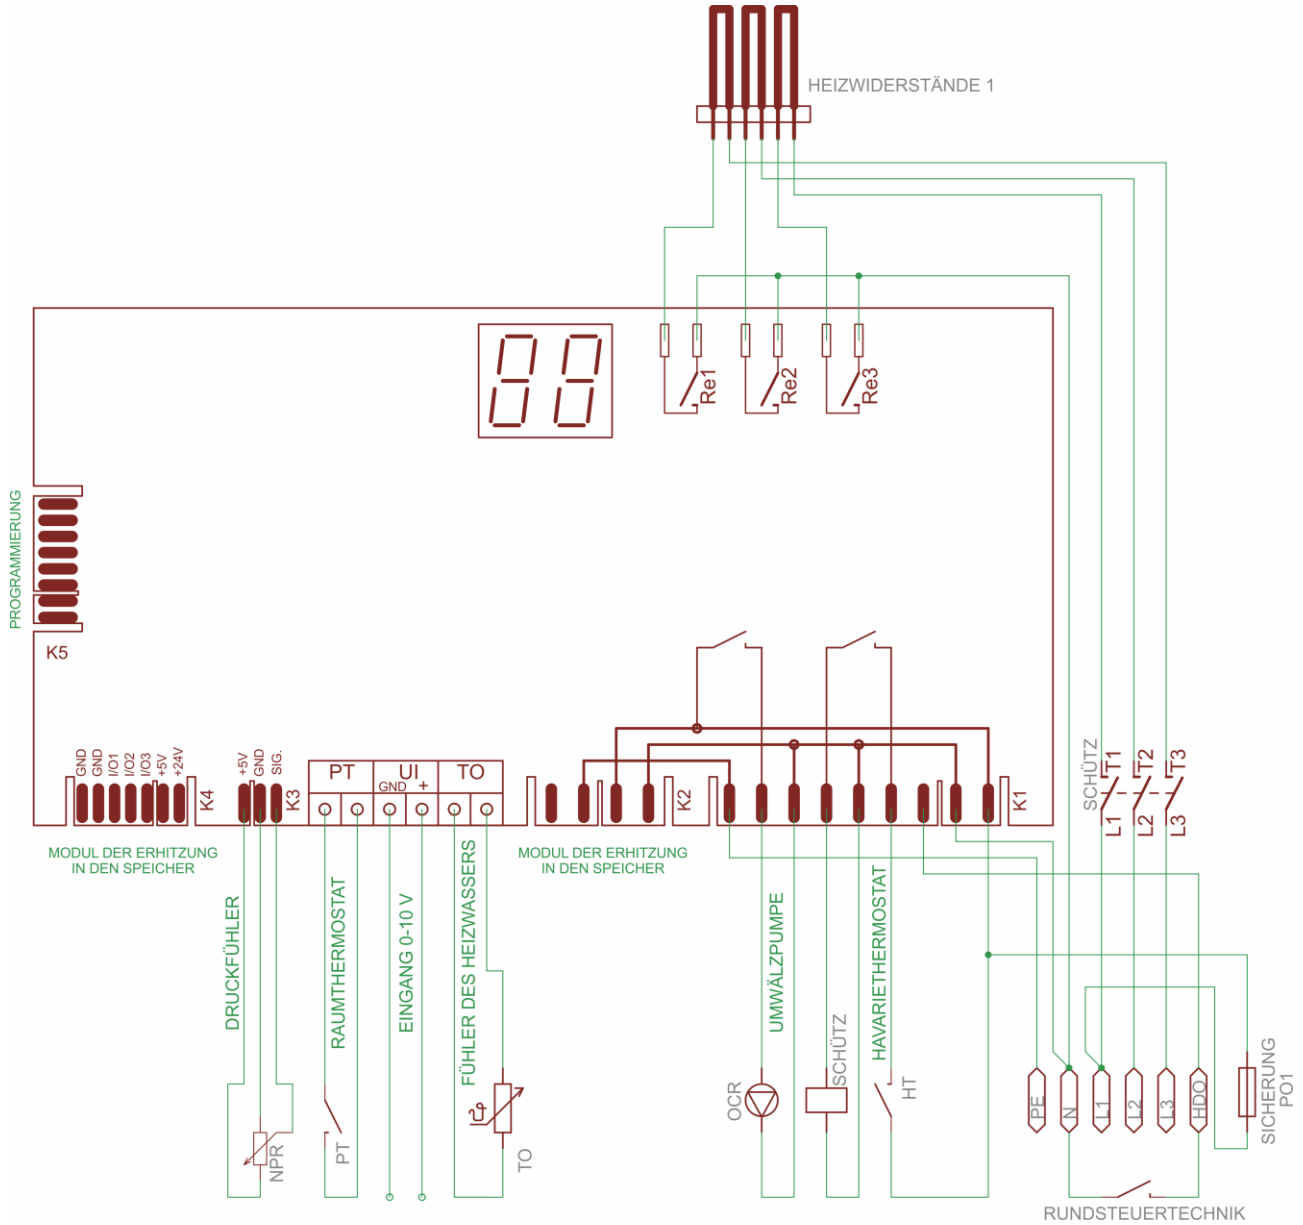 HEIZWIDERSTÄNDE 1
Re1
Re2
Re3
PROGRAMMIERUNG
K5
GND
GND
I/O1
I/O2
I/O3
+5V
+24V
K4
+5V
GND
SIG.
K3
PT
UI
TO
GND +
K2
K1
SCHÜTZ
T1
T2
T3
L1
L2
L3
MODUL DER ERHITZUNG
IN DEN SPEICHER
MODUL DER ERHITZUNG
IN DEN SPEICHER
DRUCKFÜHLER
RAUMTHERMOSTAT
EINGANG 0-10 V
FÜHLER DES HEIZWASSERS
UMWÄLZPUMPE
SCHÜTZ
HAVARIETHERMOSTAT
NPR
PT
TO
OCR
HT
PE
N
L1
L2
L3
HDO
SICHERUNG
PO1
RUNDSTEUERTECHNIK